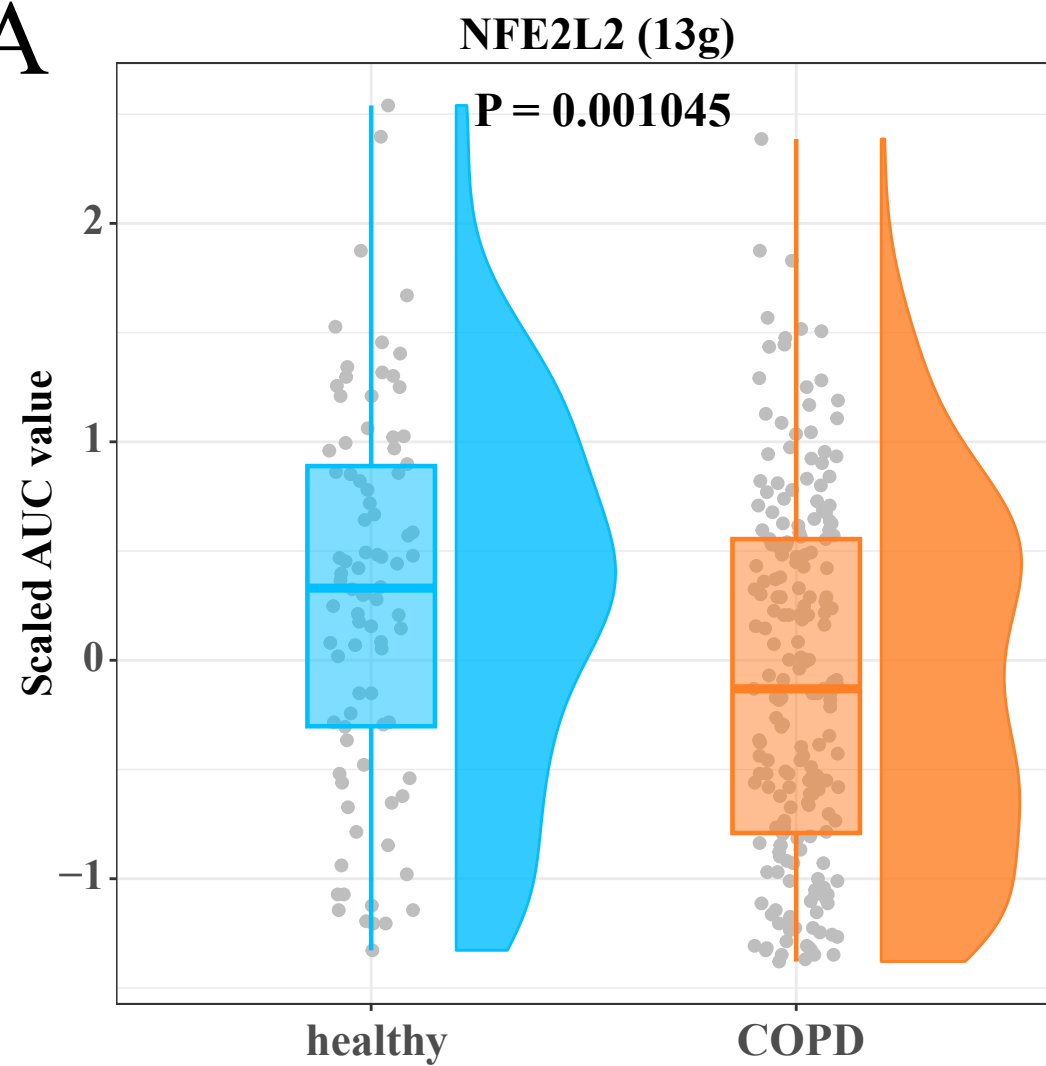 A
NFE2L2 (13g)
P = 0.001045
2
1
0
−1
Scaled AUC value
healthy
COPD